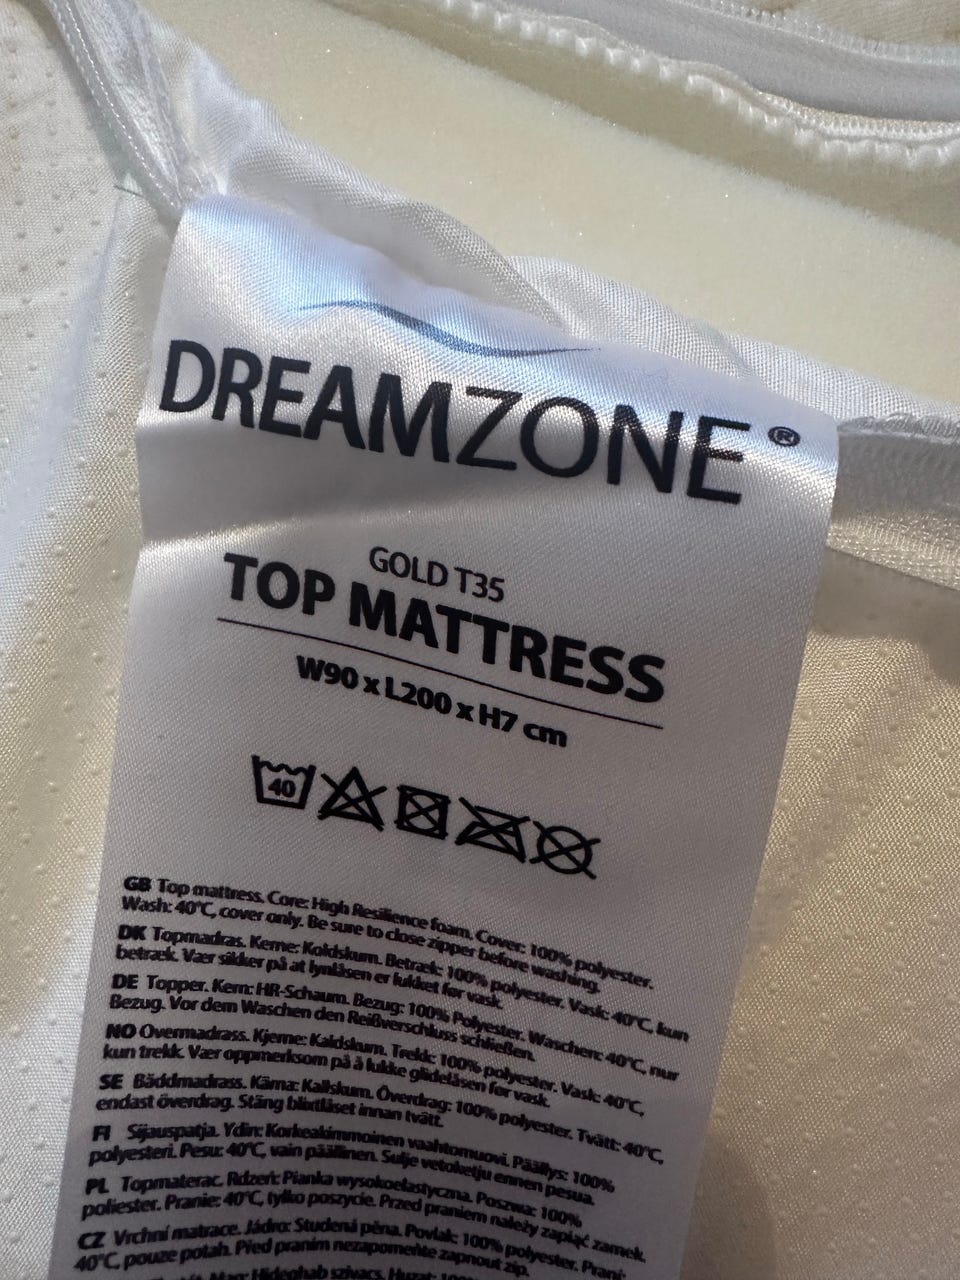 DREAMZONE®
GOLD T35
TOP MATTRESS
W90 x L200 x H7 cm
40
GB Top mattress. Core: High Resilience foam. Cover: 100% polyester.
Wash: 40°C, cover only. Be sure to close zipper before washing.
DK Topmadras. Kerne: Koldskum. Betræk: 100% polyester. Vask: 40°C, kun
betræk. Vær sikker på at lynlåsen er lukket før vask.
DE Topper. Kern: HR-Schaum. Bezug: 100% Polyester. Waschen: 40°C, nur
Bezug. Vor dem Waschen den Reißverschluss schließen.
NO Overmadrass. Kjerne: Kaldskum. Trekk: 100% polyester. Vask: 40°C,
kun trekk. Vær oppmerksom på å lukke glidelåsen før vask.
SE Bäddmadrass. Kärna: Kallskum. Överdrag: 100% polyester. Tvätt: 40°C,
endast överdrag. Stäng blixtlåset innan tvätt.
FI Sijauspatja. Ydin: Korkeakimmoinen vaahtomuovi. Päällys: 100%
polyesteri. Pesu: 40°C, vain päällinen. Sulje vetoketju ennen pesua.
PL Topmaterac. Rdzeń: Pianka wysokoelastyczna. Poszwa: 100%
poliester. Pranie: 40°C, tylko poszycie. Przed praniem należy zapiąć zamek.
CZ Vrchní matrace. Jádro: Studená pěna. Povlak: 100% polyester. Praní:
40°C, pouze potah. Před praním nezapomeňte zapnout zip.
Mag: Hideghab szivacs. Huzat: